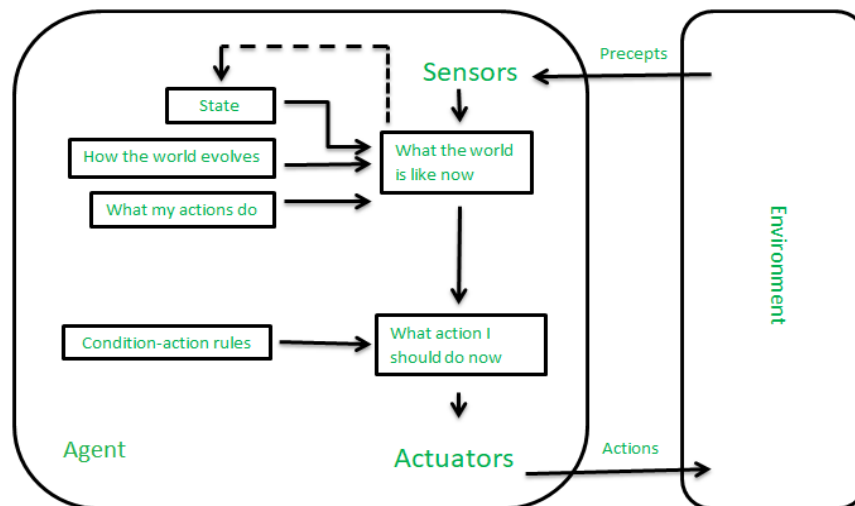 Sensors
Precepts
State
How the world evolves
What the world
is like now
What my actions do
Environment
Condition-action rules
What action I
should do now
Agent
Actuators
Actions